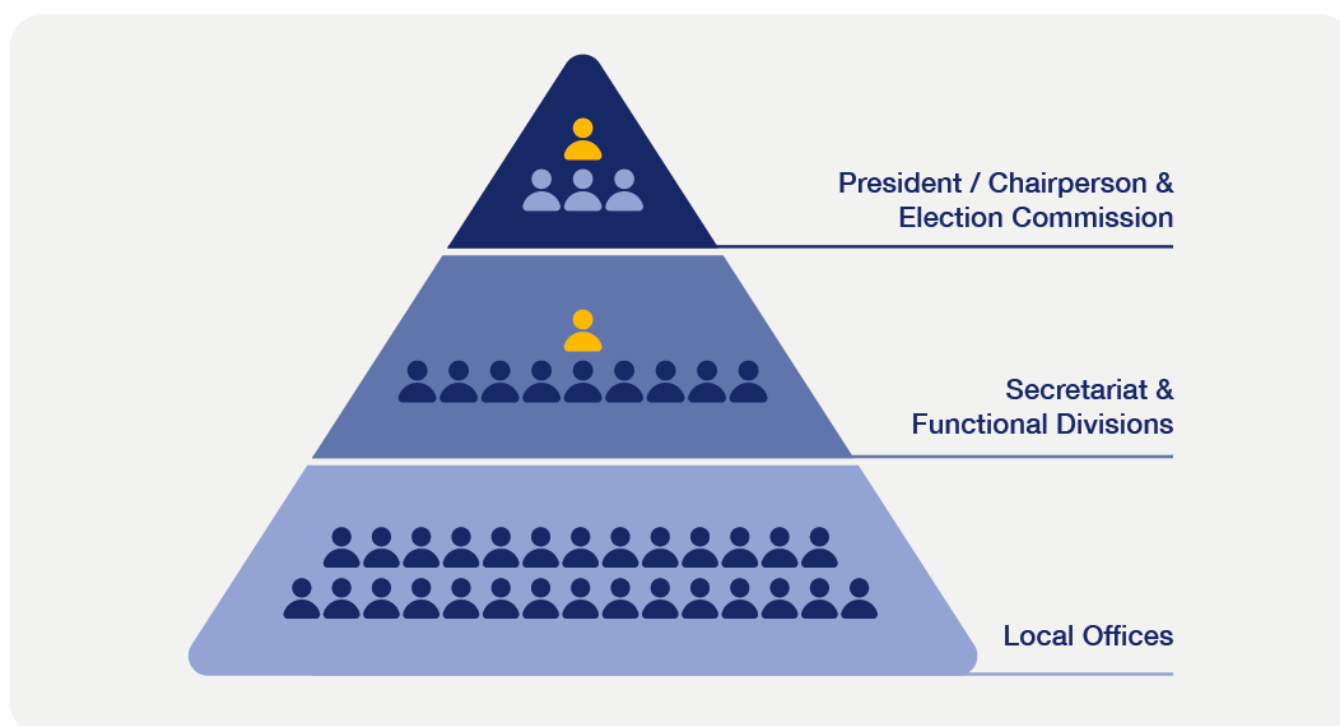 President / Chairperson &
Election Commission
Secretariat &
Functional Divisions
Local Offices